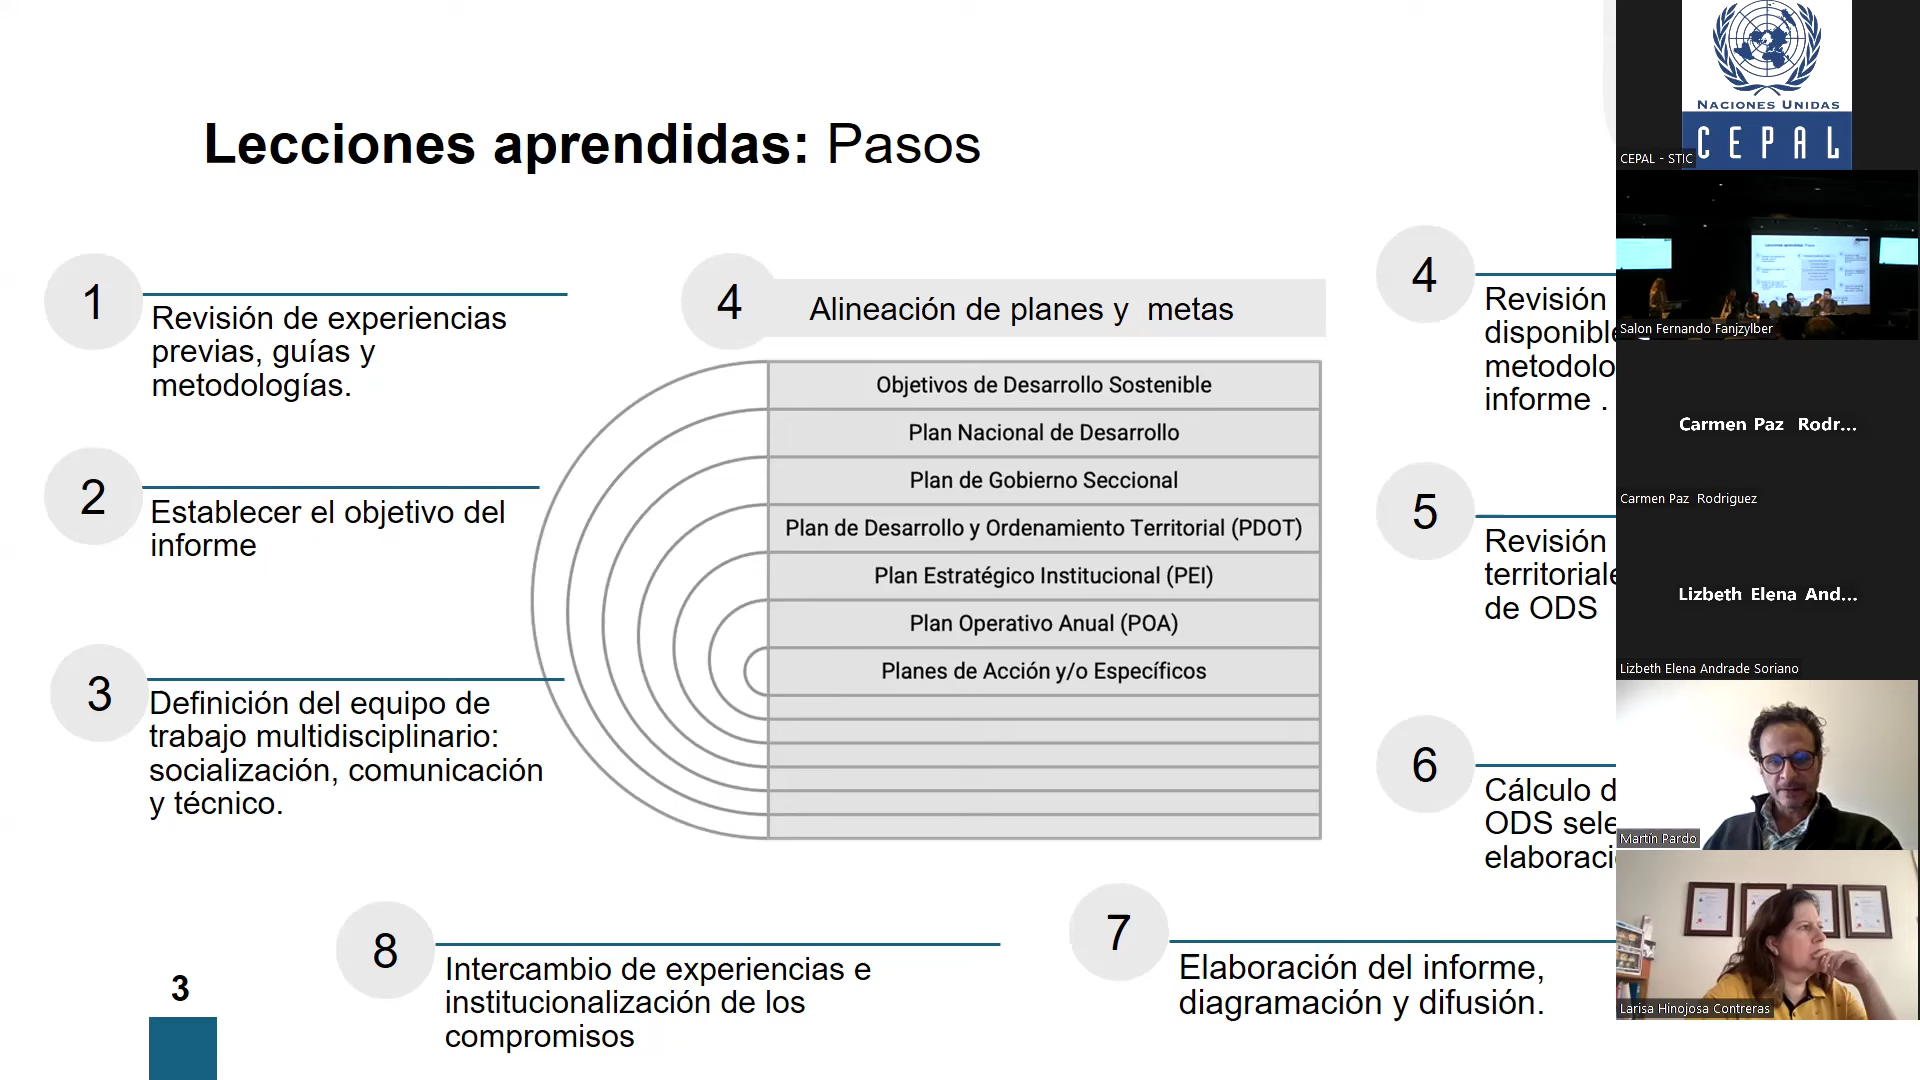 Lecciones aprendidas: Pasos
1
Revisión de experiencias
previas, guías y
metodologías.
2
Establecer el objetivo del
informe
3
Definición del equipo de
trabajo multidisciplinario:
socialización, comunicación
y técnico.
4
Alineación de planes y metas
Objetivos de Desarrollo Sostenible
Plan Nacional de Desarrollo
Plan de Gobierno Seccional
Plan de Desarrollo y Ordenamiento Territorial (PDOT)
Plan Estratégico Institucional (PEI)
Plan Operativo Anual (POA)
Planes de Acción y/o Específicos
4
Revisión
disponible
metodolo
informe .
5
Revisión
territoriale
de ODS
6
Cálculo d
ODS sele
elaboraci
7
Elaboración del informe,
diagramación y difusión.
8
Intercambio de experiencias e
institucionalización de los
compromisos
3
NACIONES UNIDAS
CEPAL
CEPAL - STIC
Lecciones aprendidas: Pasos
Salon Fernando Fanjzylber
Carmen Paz Rodr...
Carmen Paz Rodriguez
Lizbeth Elena And...
Lizbeth Elena Andrade Soriano
Martín Pardo
Larisa Hinojosa Contreras